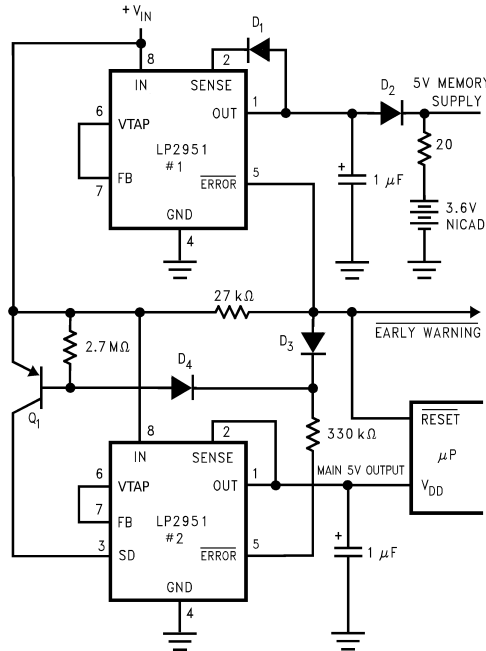 +VIN
D1
8
2
IN
SENSE
D2
5V MEMORY
SUPPLY
6
VTAP
OUT
1
LP2951
#1
20
7
FB
ERROR
5
+
1 μF
3.6V
NICAD
GND
4
27 kΩ
EARLY WARNING
2.7 MΩ
D3
D4
Q1
8
2
330 kΩ
RESET
μP
IN
SENSE
6
VTAP
OUT
1
MAIN 5V OUTPUT
VDD
7
FB
LP2951
#2
3
SD
ERROR
5
+
1 μF
GND
4